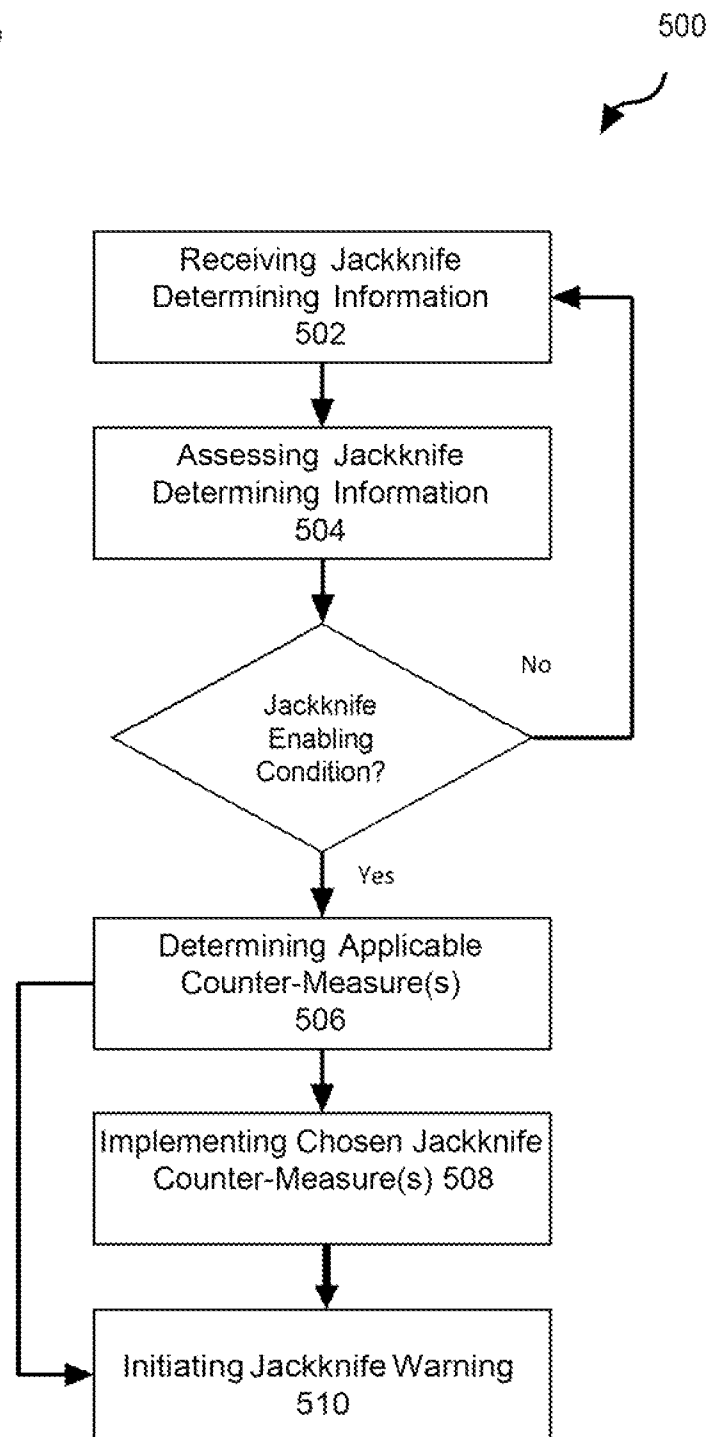 500
Receiving Jackknife
Determining Information
502
Assessing Jackknife
Determining Information
504
No
Jackknife
Enabling
Condition?
Yes
Determining Applicable
Counter-Measure(s)
506
Implementing Chosen Jackknife
Counter-Measure(s) 508
Initiating Jackknife Warning
510